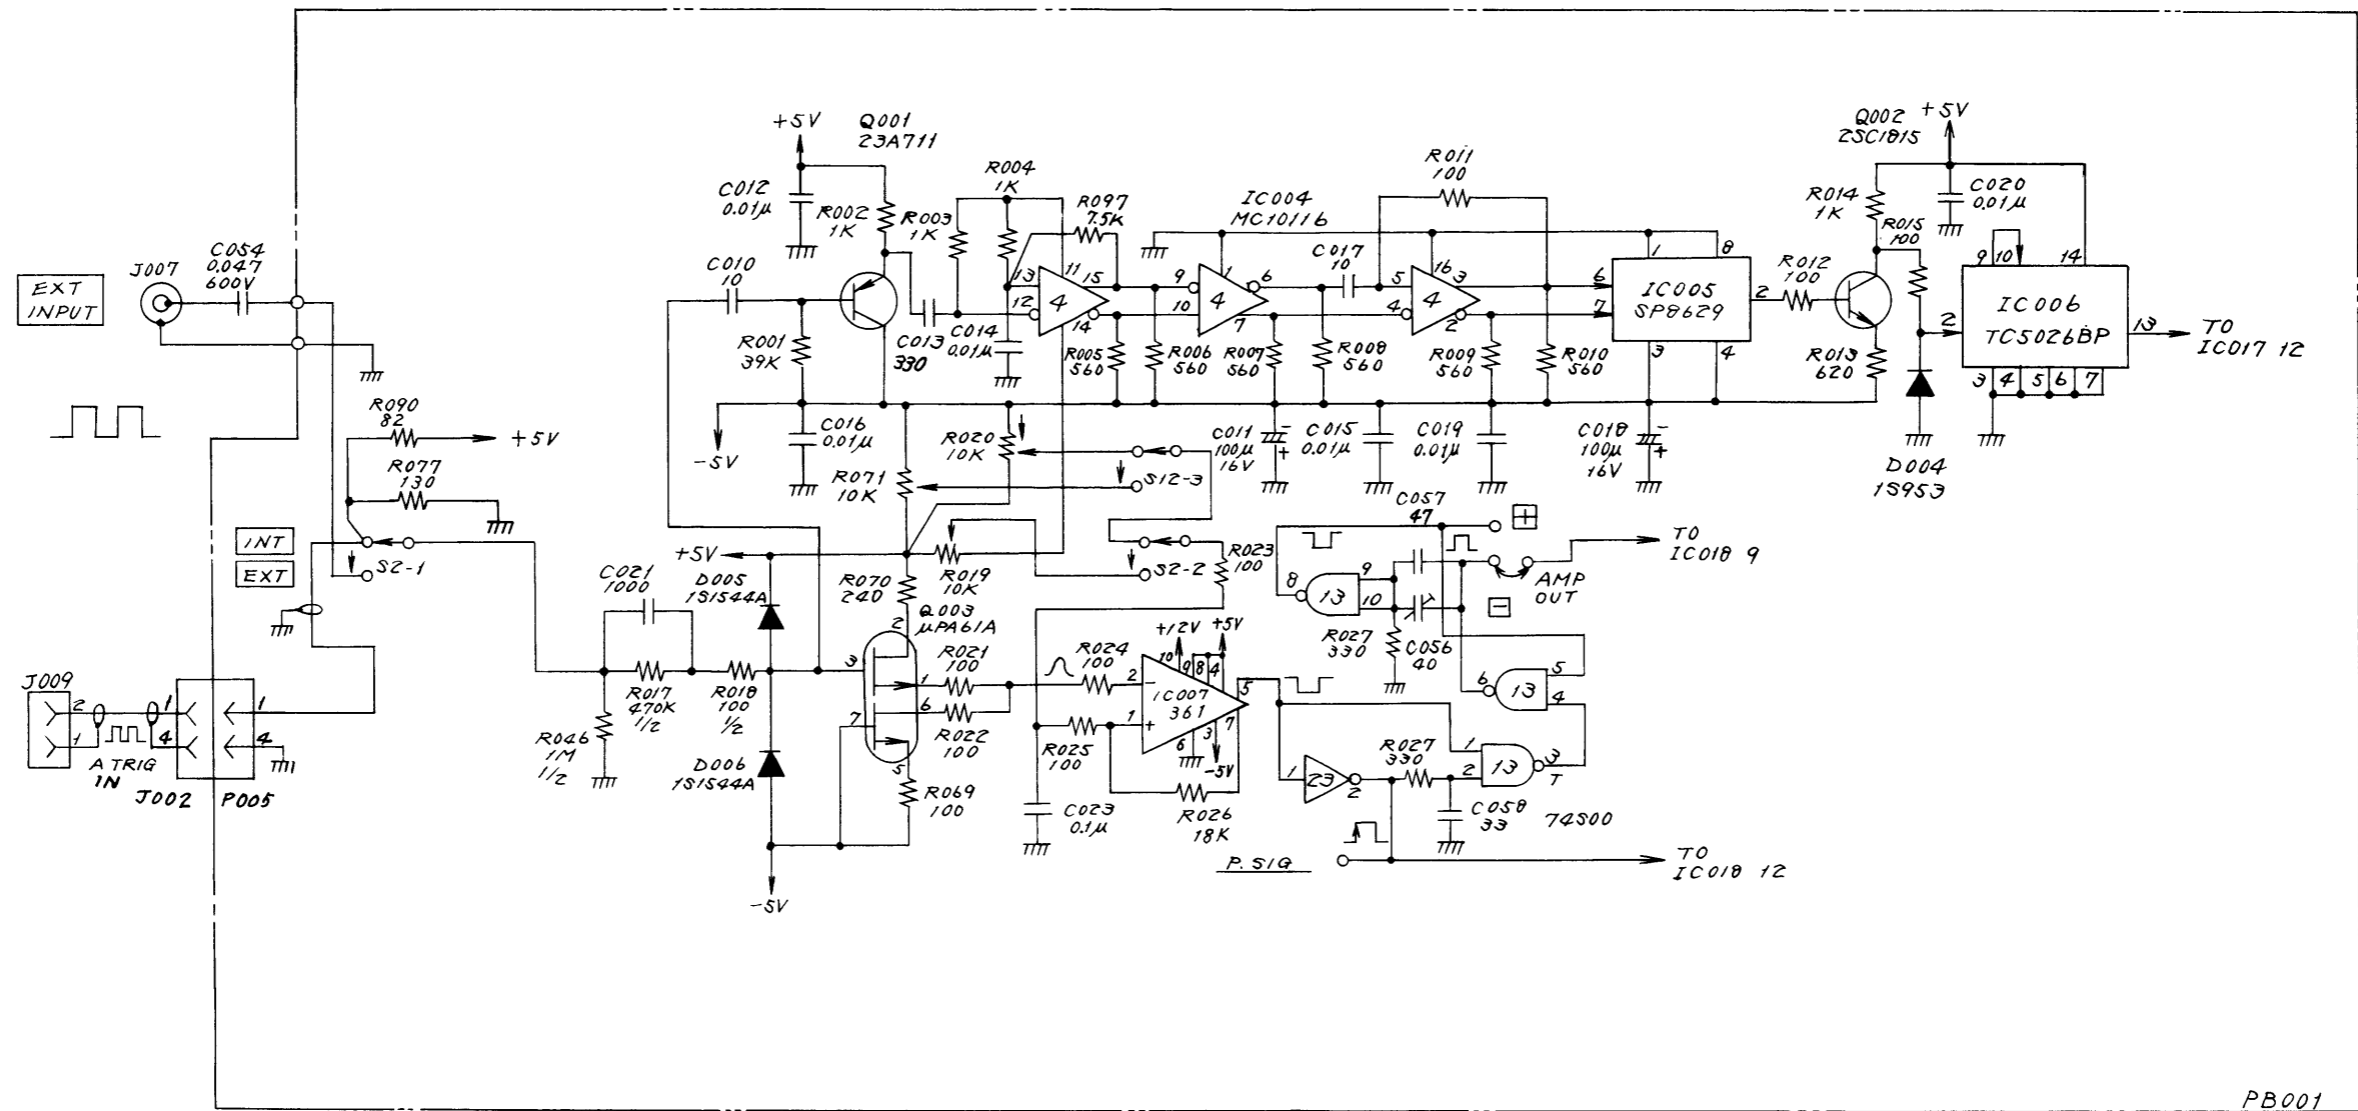 EXT
INPUT
J007
C054
0.047
600V
R090
82
+5V
R077
130
INT
EXT
S2-1
J009
2
1
A TRIG
IN
1
4
J002
P005
1
4
C021
1000
R017
470K
1/2
R018
100
1/2
R046
1M
1/2
+5V
D005
1S1544A
D006
1S1544A
-5V
+5V
Q001
23A711
C012
0.01μ
R002
1K
R003
1K
C010
10
R001
39K
C013
330
C014
0.01μ
R004
1K
R097
7.5K
13
12
11
15
14
4
-5V
C016
0.01μ
R071
10K
R020
10K
R005
560
R006
560
R007
560
R008
560
R009
560
R010
560
IC004
MC10116
9
10
1
6
7
4
C017
10
R011
100
5
4
16
3
2
4
C011
100μ
16V
-
+
C015
0.01μ
C019
0.01μ
C018
100μ
16V
-
+
6
7
1
8
IC005
SP8629
2
3
4
R012
100
Q002
2SC1815
+5V
R014
1K
R015
100
C020
0.01μ
R013
620
D004
1S953
9
10
14
2
IC006
TC5026BP
13
3
4
5
6
7
TO
IC017 12
S12-3
S2-2
R019
10K
R023
100
R070
240
Q003
μPA61A
2
3
1
6
7
5
R021
100
R022
100
R069
100
R024
100
R025
100
C023
0.1μ
R026
18K
+12V
+5V
10
9
8
4
2
-
1
+
IC007
361
5
7
3
6
-5V
C057
47
+
-
AMP
OUT
TO
IC018 9
8
13
9
10
R027
330
C056
40
6
13
5
4
1
23
2
R027
330
1
2
13
3
T
C058
33
74S00
P.SIG
TO
IC018 12
PB001